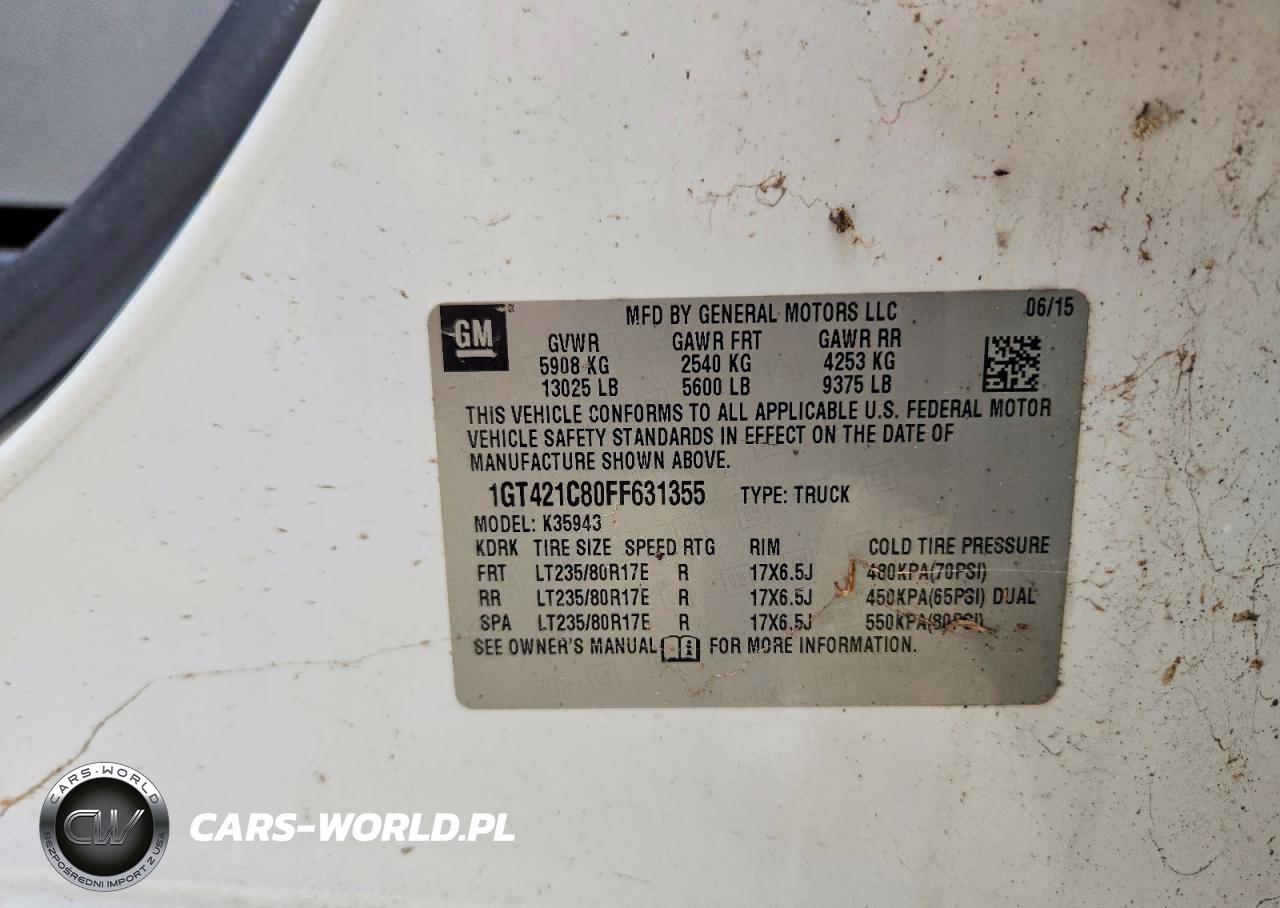 GM
MFD BY GENERAL MOTORS LLC 06/15
GVWR GAWR FRT GAWR RR
5908 KG 2540 KG 4253 KG
13025 LB 5600 LB 9375 LB
THIS VEHICLE CONFORMS TO ALL APPLICABLE U.S. FEDERAL MOTOR
VEHICLE SAFETY STANDARDS IN EFFECT ON THE DATE OF
MANUFACTURE SHOWN ABOVE.
1GT421C80FF631355 TYPE: TRUCK
MODEL: K35943
KDRK TIRE SIZE SPEED RTG RIM COLD TIRE PRESSURE
FRT LT235/80R17E R 17X6.5J 480KPA(70PSI)
RR LT235/80R17E R 17X6.5J 450KPA(65PSI) DUAL
SPA LT235/80R17E R 17X6.5J 550KPA(80PSI)
SEE OWNER'S MANUAL FOR MORE INFORMATION.
CARS-WORLD
CW
BEZPOŚREDNI IMPORT Z USA
CARS-WORLD.PL